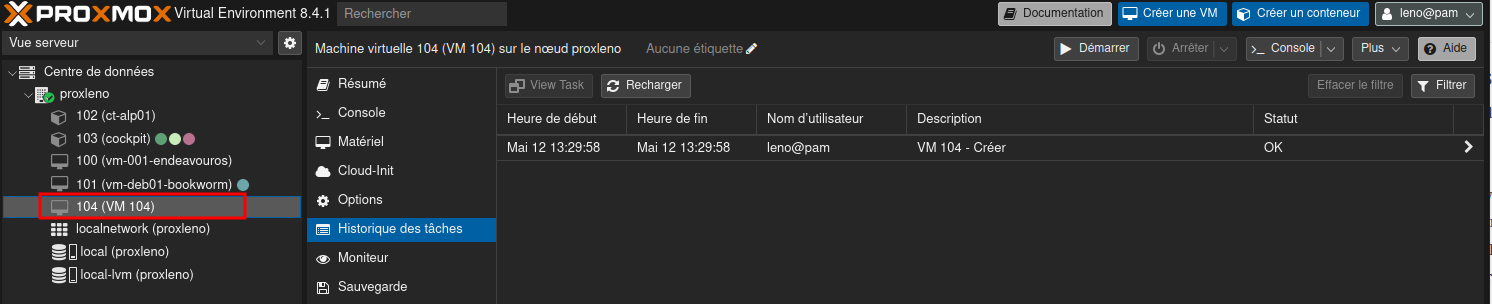 PROXMOX Virtual Environment 8.4.1 Rechercher Documentation Créer une VM Créer un conteneur leno@pam
Vue serveur
Machine virtuelle 104 (VM 104) sur le nœud proxleno Aucune étiquette Démarrer Arrêter Console Plus Aide
Centre de données
proxleno
102 (ct-alp01)
103 (cockpit)
100 (vm-001-endeavouros)
101 (vm-deb01-bookworm)
104 (VM 104)
localnetwork (proxleno)
local (proxleno)
local-lvm (proxleno)
Résumé
Console
Matériel
Cloud-Init
Options
Historique des tâches
Moniteur
Sauvegarde
View Task Recharger Effacer le filtre Filtrer
Heure de début Heure de fin Nom d'utilisateur Description Statut
Mai 12 13:29:58 Mai 12 13:29:58 leno@pam VM 104 - Créer OK